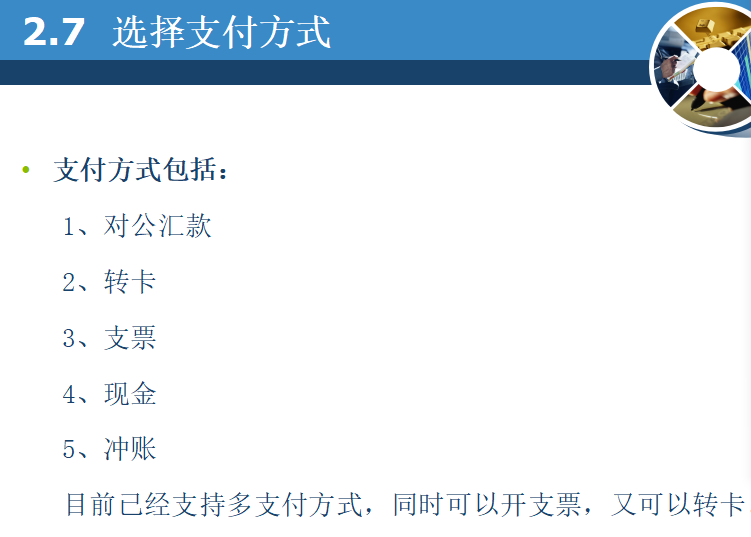 2.7 选择支付方式
• 支付方式包括：
1、对公汇款
2、转卡
3、支票
4、现金
5、冲账
目前已经支持多支付方式，同时可以开支票，又可以转卡